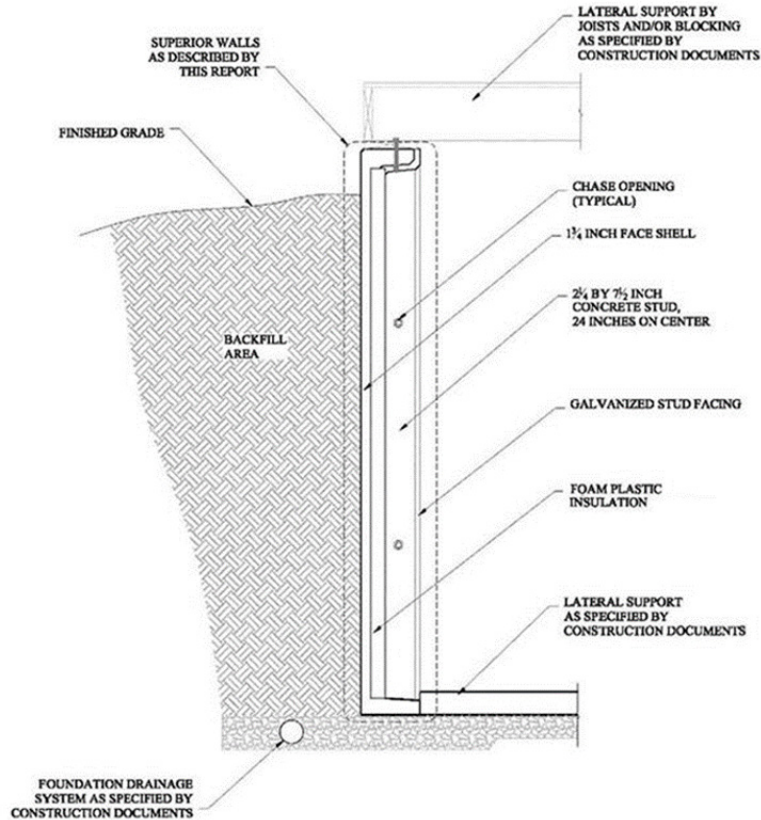 LATERAL SUPPORT BY
JOISTS AND/OR BLOCKING
AS SPECIFIED BY
CONSTRUCTION DOCUMENTS
SUPERIOR WALLS
AS DESCRIBED BY
THIS REPORT
FINISHED GRADE
CHASE OPENING
(TYPICAL)
1¾ INCH FACE SHELL
2¼ BY 7½ INCH
CONCRETE STUD,
24 INCHES ON CENTER
BACKFILL
AREA
GALVANIZED STUD FACING
FOAM PLASTIC
INSULATION
LATERAL SUPPORT
AS SPECIFIED BY
CONSTRUCTION DOCUMENTS
FOUNDATION DRAINAGE
SYSTEM AS SPECIFIED BY
CONSTRUCTION DOCUMENTS